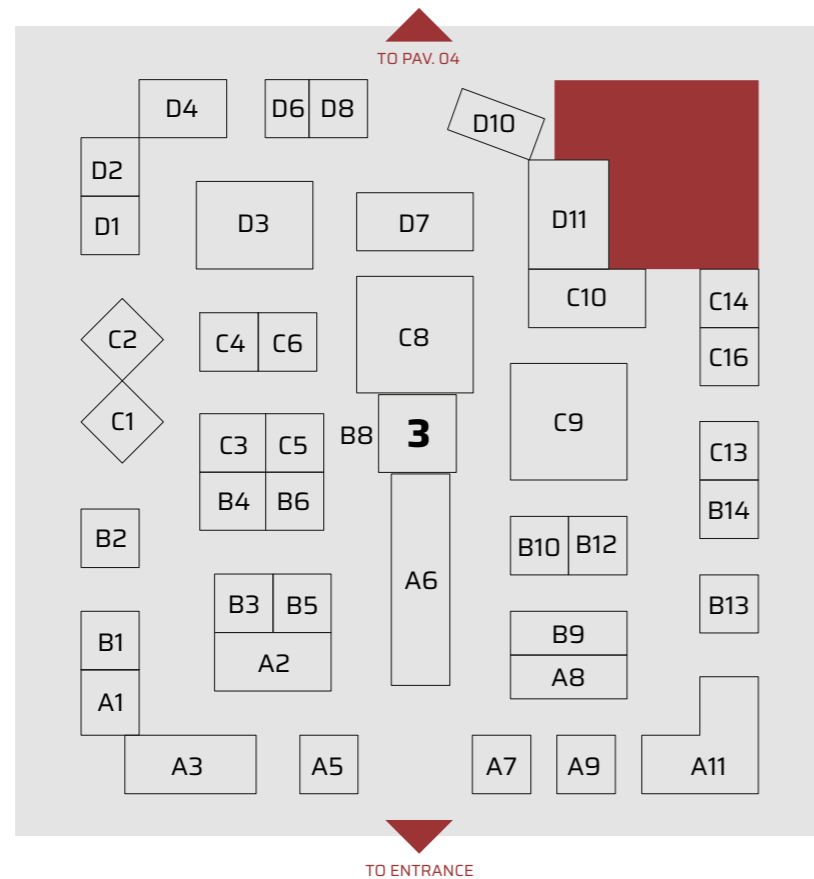 TO PAV. 04
D4
D6
D8
D10
D2
D1
D3
D7
D11
C10
C14
C2
C4
C6
C8
C16
C1
C3
C5
B8
3
C9
C13
B4
B6
B14
B2
B10
B12
B3
B5
A6
B13
B1
A2
B9
A8
A1
A3
A5
A7
A9
A11
TO ENTRANCE